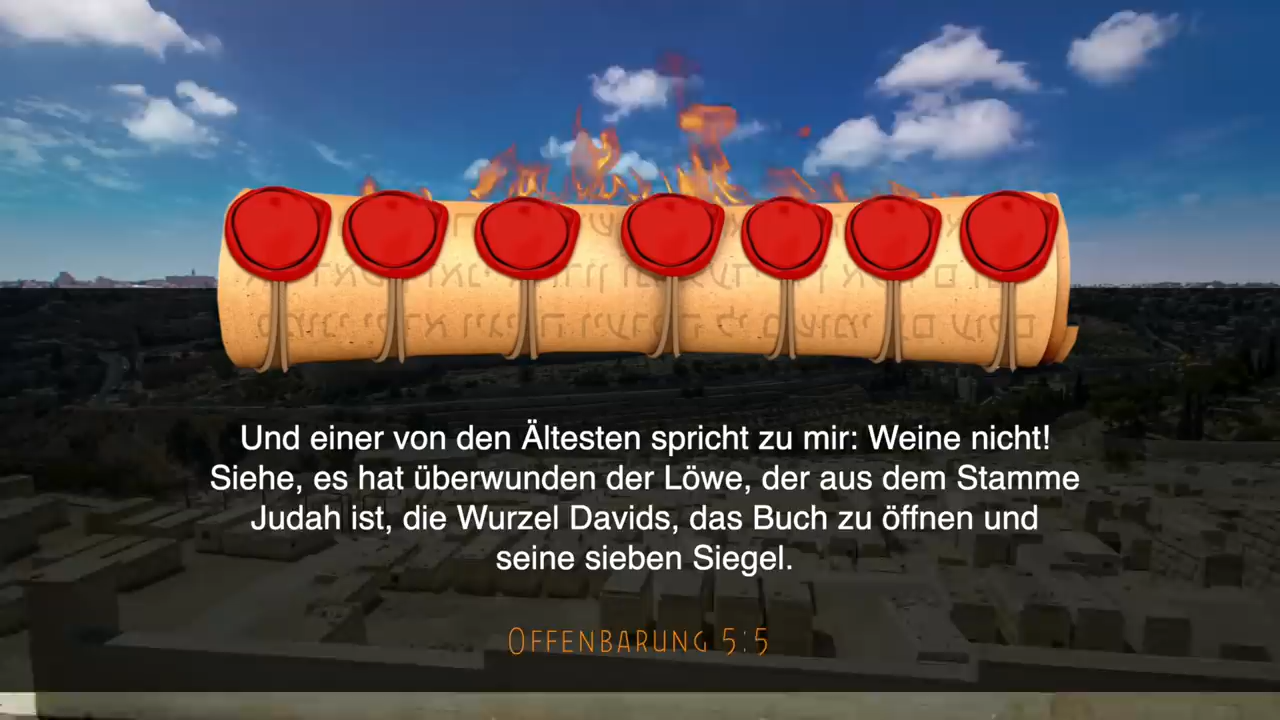 Und einer von den Ältesten spricht zu mir: Weine nicht!
Siehe, es hat überwunden der Löwe, der aus dem Stamme
Judah ist, die Wurzel Davids, das Buch zu öffnen und
seine sieben Siegel.
OFFENBARUNG 5:5